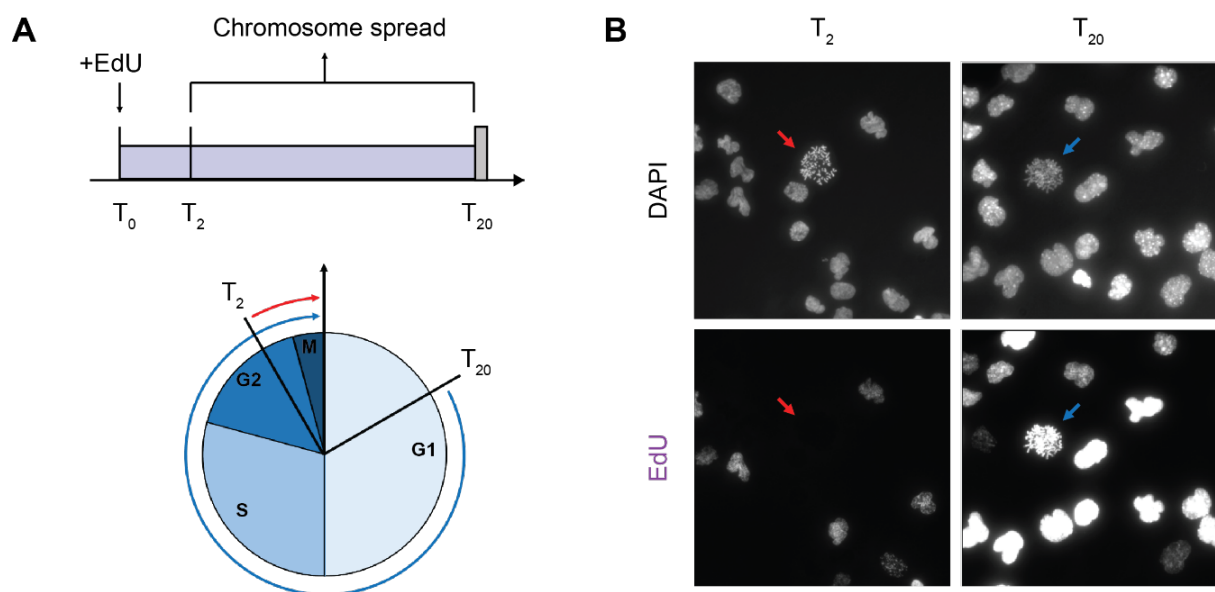 A
Chromosome spread
+EdU
T0
T2
T20
T2
T20
M
G2
G1
S
B
T2
T20
DAPI
EdU